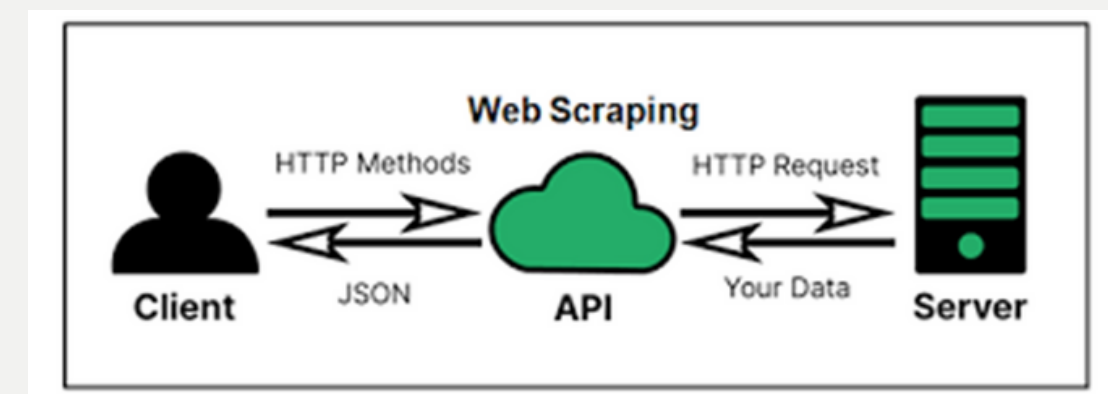 Web Scraping
HTTP Methods
HTTP Request
JSON
Your Data
Client
API
Server